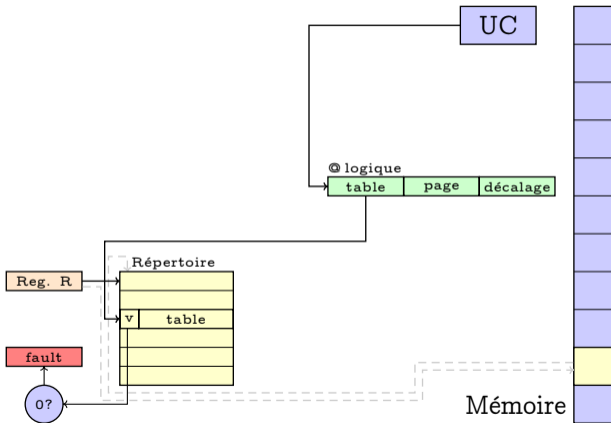 UC
@ logique
table page décalage
Répertoire
Reg. R
v table
fault
0?
Mémoire